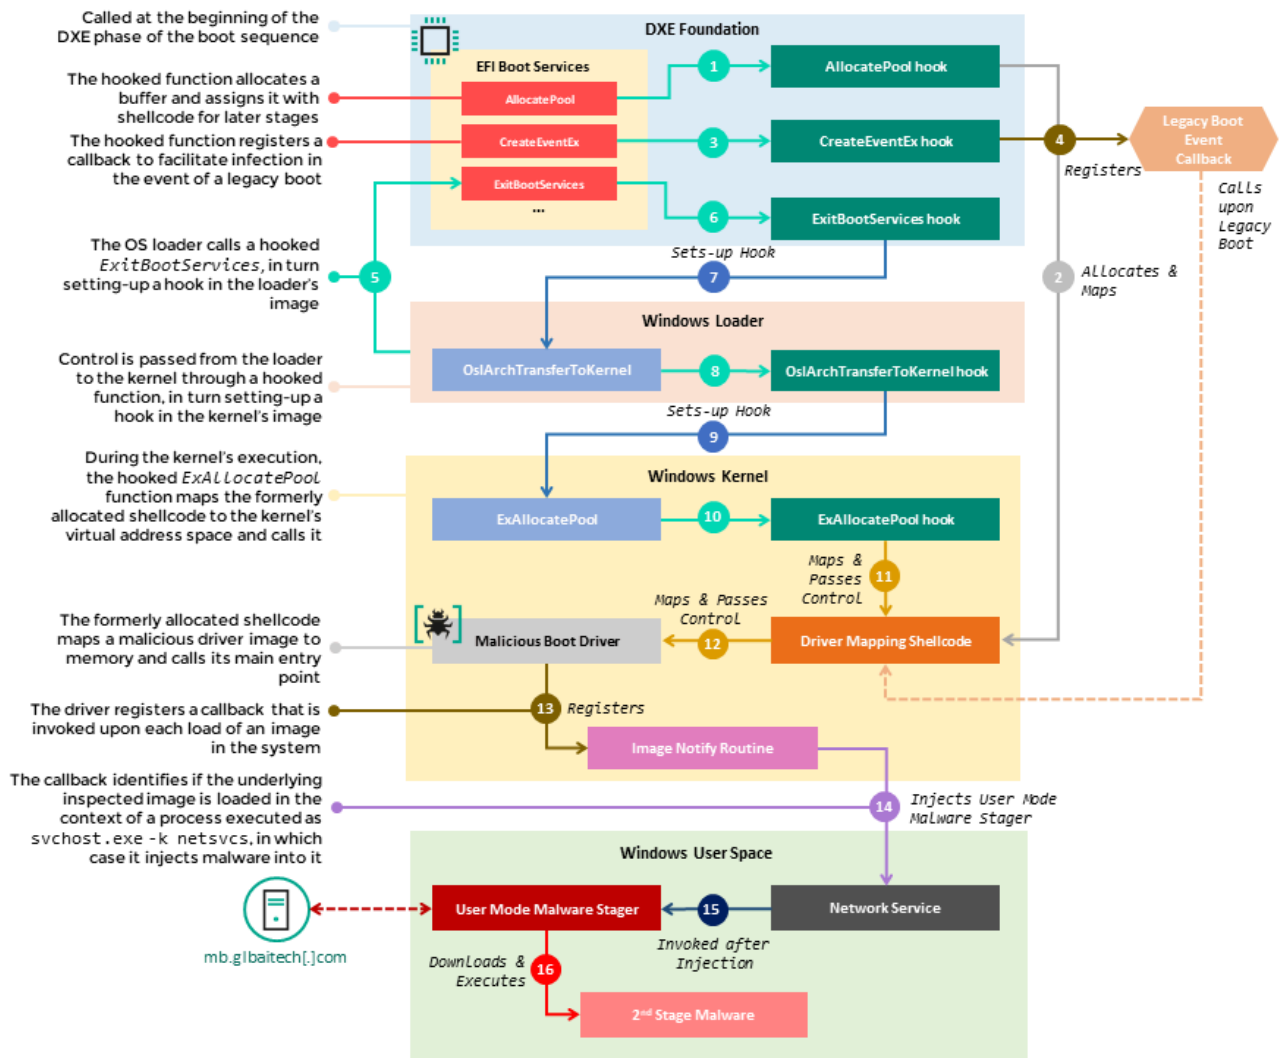 Called at the beginning of the
DXE phase of the boot sequence
The hooked function allocates a
buffer and assigns it with
shellcode for later stages
The hooked function registers a
callback to facilitate infection in
the event of a legacy boot
The OS loader calls a hooked
ExitBootServices, in turn
setting-up a hook in the loader's
image
Control is passed from the loader
to the kernel through a hooked
function, in turn setting-up a
hook in the kernel's image
During the kernel's execution,
the hooked ExAllocatePool
function maps the formerly
allocated shellcode to the kernel's
virtual address space and calls it
The formerly allocated shellcode
maps a malicious driver image to
memory and calls its main entry
point
The driver registers a callback that is
invoked upon each load of an image
in the system
The callback identifies if the underlying
inspected image is loaded in the
context of a process executed as
svchost.exe -k netsvcs, in which
case it injects malware into it
mb.glbaitech[.]com
DXE Foundation
EFI Boot Services
AllocatePool
1
AllocatePool hook
CreateEventEx
3
CreateEventEx hook
4
Registers
Legacy Boot
Event
Callback
ExitBootServices
...
6
ExitBootServices hook
Calls
upon
Legacy
Boot
5
Sets-up Hook
7
2
Allocates &
Maps
Windows Loader
OslArchTransferToKernel
8
OslArchTransferToKernel hook
Sets-up Hook
9
Windows Kernel
ExAllocatePool
10
ExAllocatePool hook
Maps &
Passes
Control
11
Maps & Passes
Control
Malicious Boot Driver
12
Driver Mapping Shellcode
13
Registers
Image Notify Routine
14
Injects User Mode
Malware Stager
Windows User Space
User Mode Malware Stager
15
Network Service
Invoked after
Injection
Downloads &
Executes
16
2nd Stage Malware